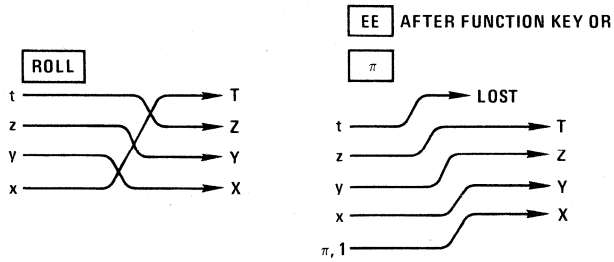 EE AFTER FUNCTION KEY OR
ROLL
π
t T
z Z
y Y
x X
t LOST
z T
y Z
x Y
π, 1 X